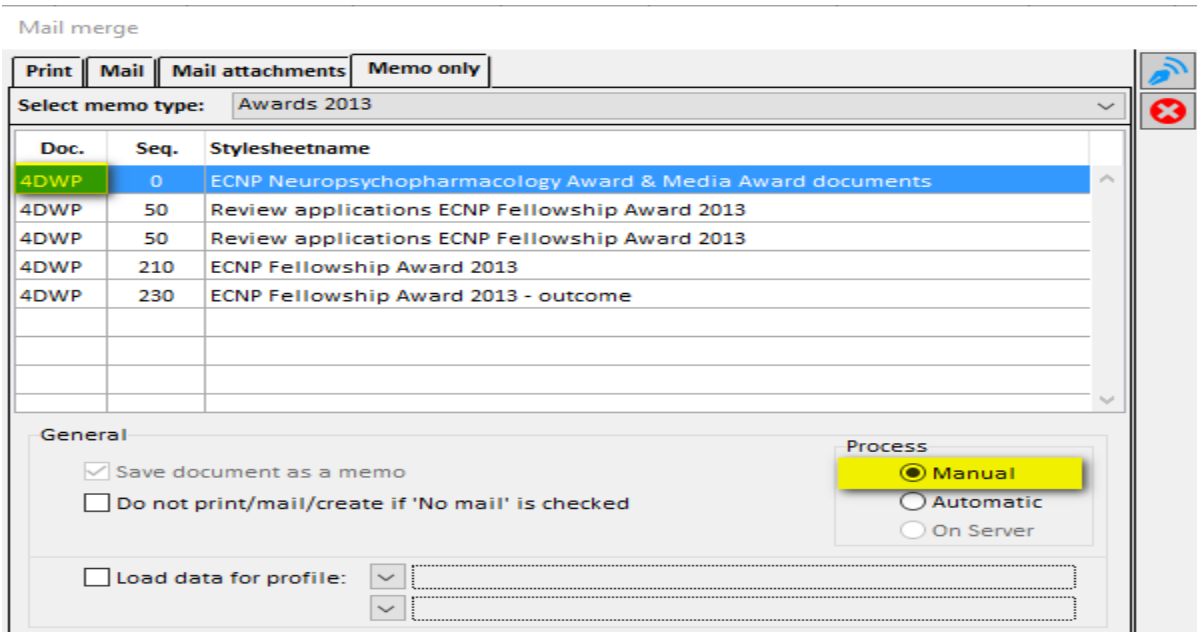 Mail merge
Print Mail Mail attachments Memo only
Select memo type: Awards 2013
Doc. Seq. Stylesheetname
4DWP 0 ECNP Neuropsychopharmacology Award & Media Award documents
4DWP 50 Review applications ECNP Fellowship Award 2013
4DWP 50 Review applications ECNP Fellowship Award 2013
4DWP 210 ECNP Fellowship Award 2013
4DWP 230 ECNP Fellowship Award 2013 - outcome
General
Save document as a memo
Do not print/mail/create if 'No mail' is checked
Process
Manual
Automatic
On Server
Load data for profile: